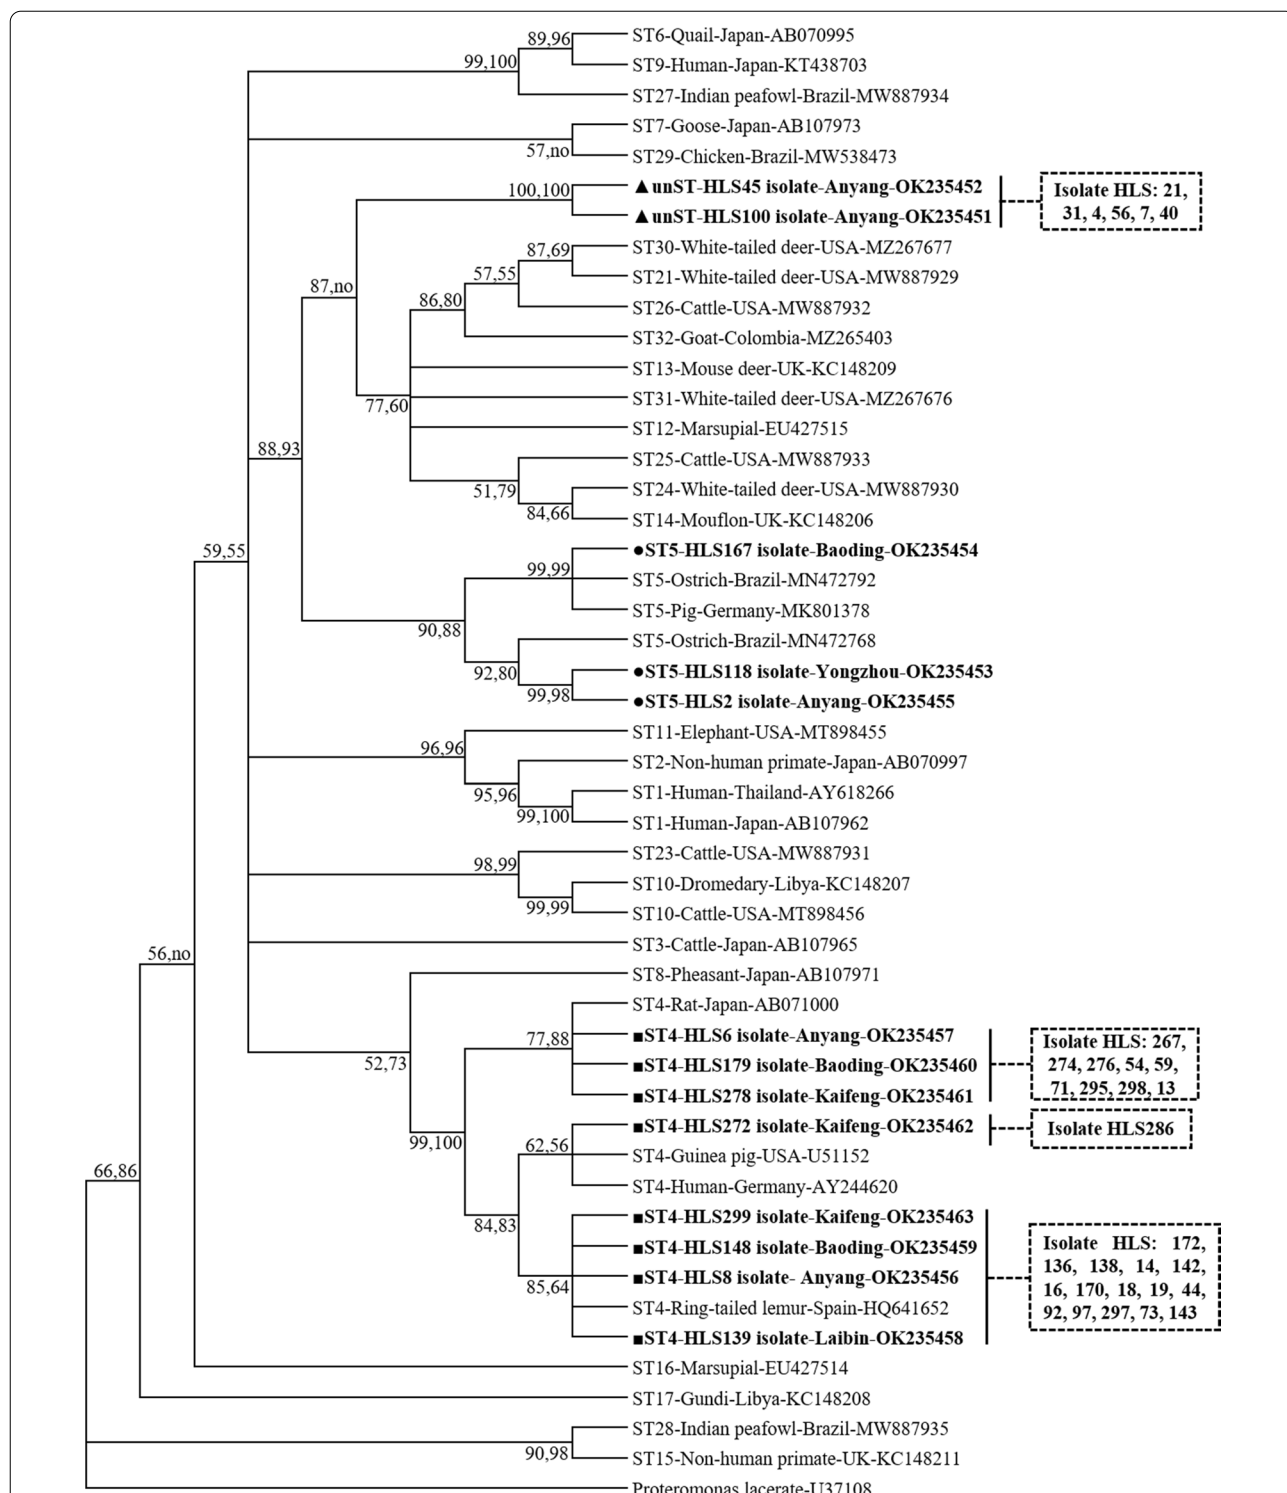 89,96
ST6-Quail-Japan-AB070995
99,100
ST9-Human-Japan-KT438703
ST27-Indian peafowl-Brazil-MW887934
ST7-Goose-Japan-AB107973
57,no
ST29-Chicken-Brazil-MW538473
100,100
▲unST-HLS45 isolate-Anyang-OK235452
▲unST-HLS100 isolate-Anyang-OK235451
Isolate HLS: 21,
31, 4, 56, 7, 40
87,69
ST30-White-tailed deer-USA-MZ267677
57,55
ST21-White-tailed deer-USA-MW887929
87,no
86,80
ST26-Cattle-USA-MW887932
ST32-Goat-Colombia-MZ265403
ST13-Mouse deer-UK-KC148209
77,60
ST31-White-tailed deer-USA-MZ267676
ST12-Marsupial-EU427515
88,93
ST25-Cattle-USA-MW887933
51,79
ST24-White-tailed deer-USA-MW887930
84,66
ST14-Mouflon-UK-KC148206
59,55
●ST5-HLS167 isolate-Baoding-OK235454
99,99
ST5-Ostrich-Brazil-MN472792
ST5-Pig-Germany-MK801378
90,88
ST5-Ostrich-Brazil-MN472768
92,80
●ST5-HLS118 isolate-Yongzhou-OK235453
99,98
●ST5-HLS2 isolate-Anyang-OK235455
ST11-Elephant-USA-MT898455
96,96
ST2-Non-human primate-Japan-AB070997
95,96
ST1-Human-Thailand-AY618266
99,100
ST1-Human-Japan-AB107962
ST23-Cattle-USA-MW887931
98,99
ST10-Dromedary-Libya-KC148207
99,99
ST10-Cattle-USA-MT898456
56,no
ST3-Cattle-Japan-AB107965
ST8-Pheasant-Japan-AB107971
ST4-Rat-Japan-AB071000
77,88
■ST4-HLS6 isolate-Anyang-OK235457
52,73
■ST4-HLS179 isolate-Baoding-OK235460
■ST4-HLS278 isolate-Kaifeng-OK235461
Isolate HLS: 267,
274, 276, 54, 59,
71, 295, 298, 13
99,100
■ST4-HLS272 isolate-Kaifeng-OK235462
Isolate HLS286
62,56
ST4-Guinea pig-USA-U51152
66,86
ST4-Human-Germany-AY244620
84,83
■ST4-HLS299 isolate-Kaifeng-OK235463
■ST4-HLS148 isolate-Baoding-OK235459
85,64
■ST4-HLS8 isolate- Anyang-OK235456
ST4-Ring-tailed lemur-Spain-HQ641652
■ST4-HLS139 isolate-Laibin-OK235458
Isolate HLS: 172,
136, 138, 14, 142,
16, 170, 18, 19, 44,
92, 97, 297, 73, 143
ST16-Marsupial-EU427514
ST17-Gundi-Libya-KC148208
ST28-Indian peafowl-Brazil-MW887935
90,98
ST15-Non-human primate-UK-KC148211
Proteromonas lacerate-U37108